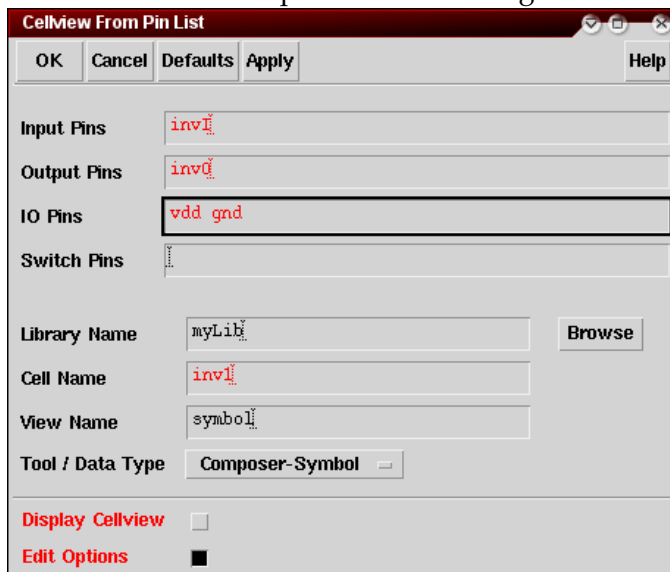 Cellview From Pin List
OK Cancel Defaults Apply Help
Input Pins invI
Output Pins invO
IO Pins vdd gnd
Switch Pins
Library Name myLib Browse
Cell Name inv1
View Name symbol
Tool / Data Type Composer-Symbol
Display Cellview
Edit Options